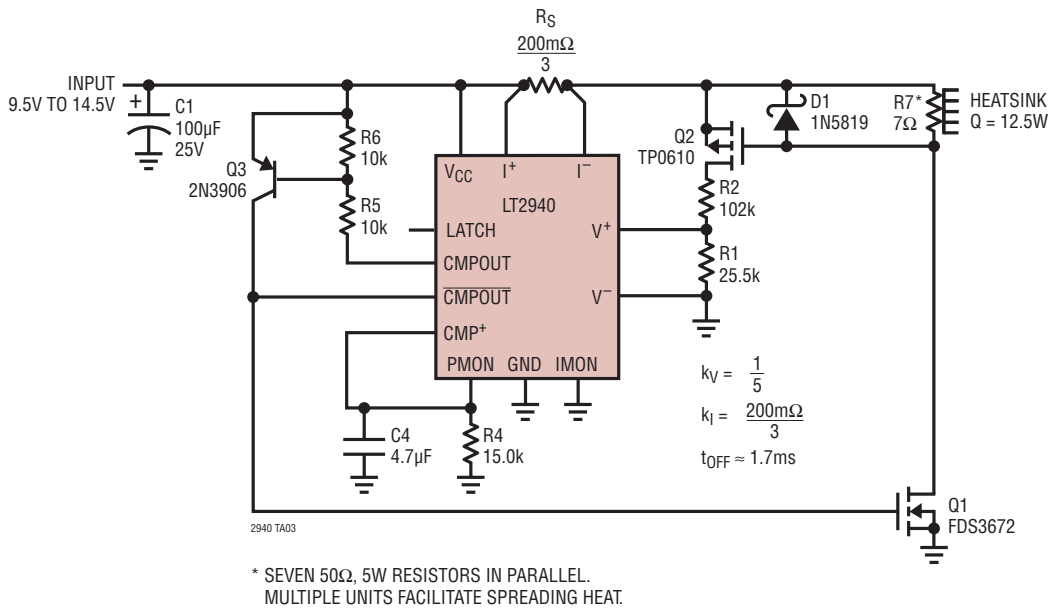 RS
200mΩ
3
INPUT
9.5V TO 14.5V
+
C1
100µF
25V
R6
10k
Q3
2N3906
R5
10k
VCC
I+
I−
LT2940
LATCH
CMPOUT
CMPOUT
CMP+
PMON
GND
IMON
V+
V−
Q2
TP0610
D1
1N5819
R7*
7Ω
HEATSINK
Q = 12.5W
R2
102k
R1
25.5k
kV = 1
5
kI = 200mΩ
3
tOFF ≈ 1.7ms
C4
4.7µF
R4
15.0k
Q1
FDS3672
2940 TA03
* SEVEN 50Ω, 5W RESISTORS IN PARALLEL.
MULTIPLE UNITS FACILITATE SPREADING HEAT.